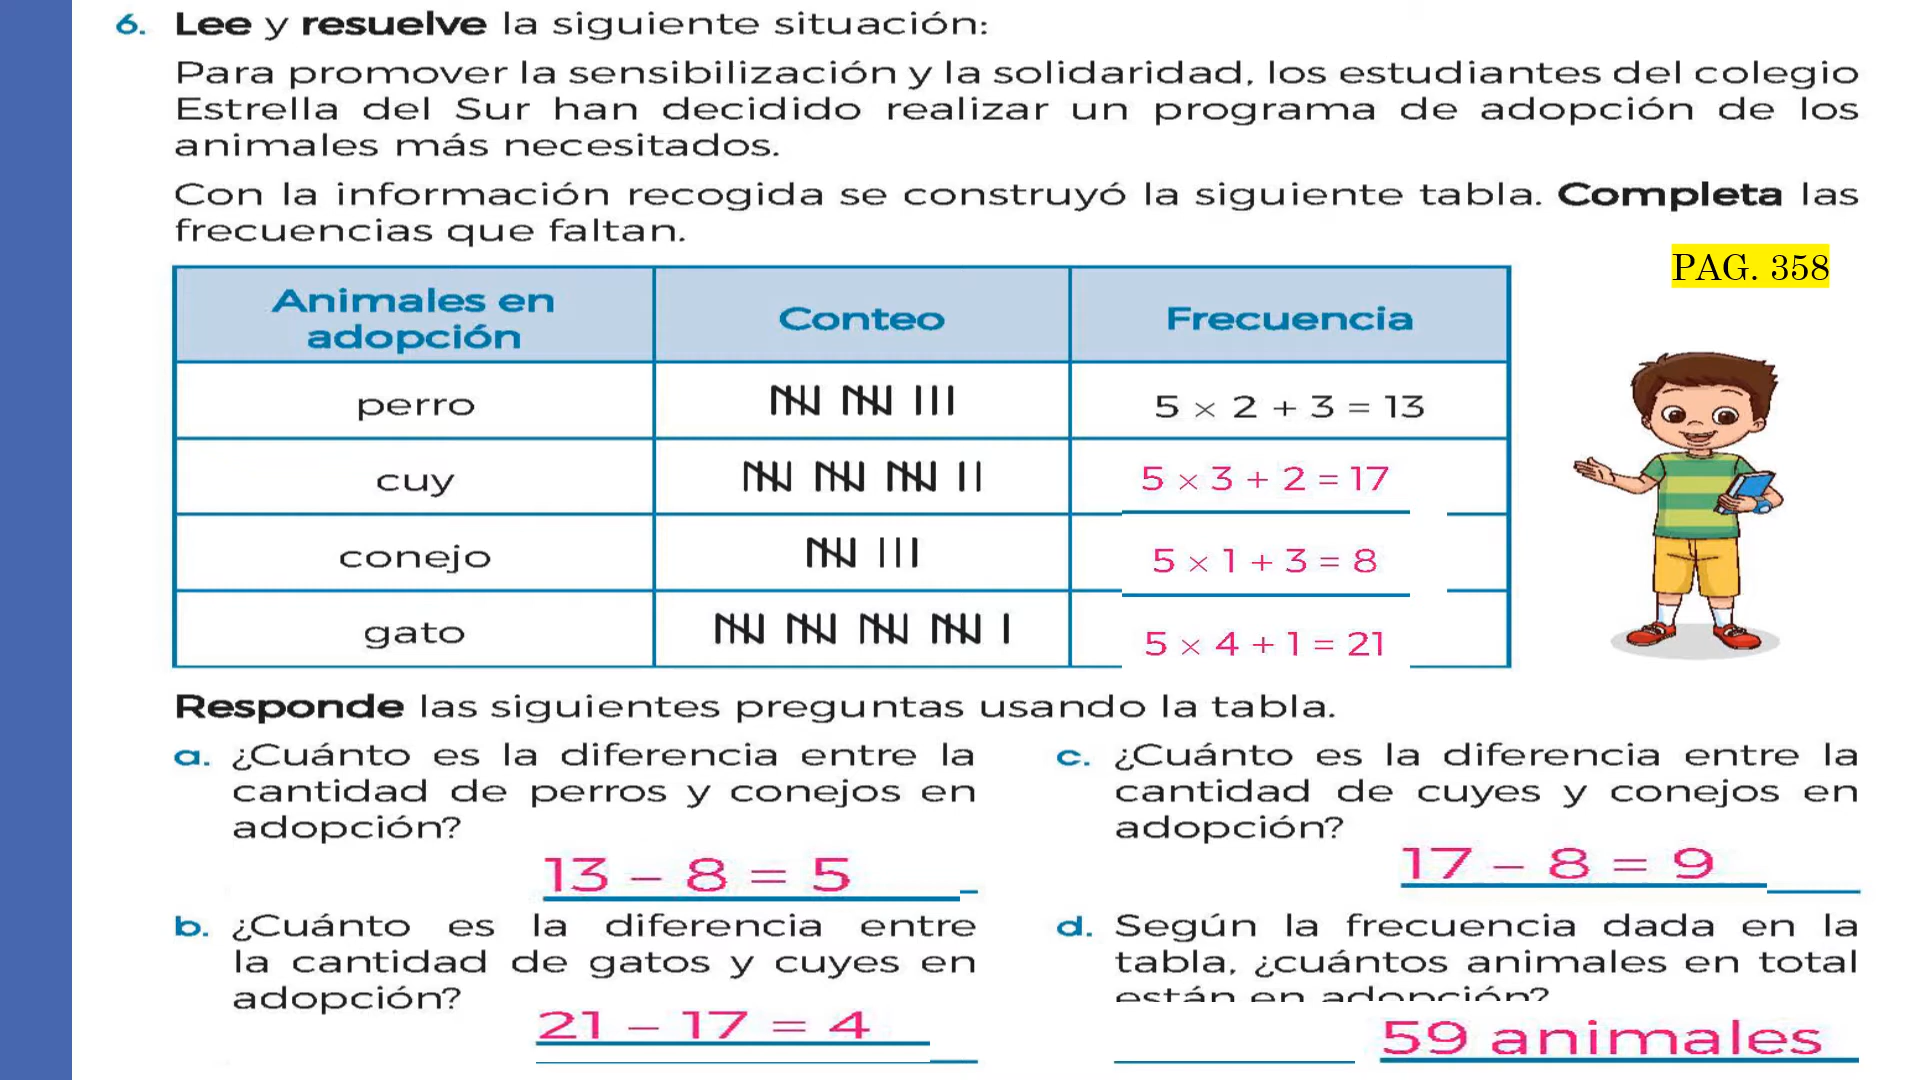 6. Lee y resuelve la siguiente situación:
Para promover la sensibilización y la solidaridad, los estudiantes del colegio
Estrella del Sur han decidido realizar un programa de adopción de los
animales más necesitados.
Con la información recogida se construyó la siguiente tabla. Completa las
frecuencias que faltan.
PAG. 358
Animales en
adopción
Conteo
Frecuencia
perro
5 × 2 + 3 = 13
cuy
5 × 3 + 2 = 17
conejo
5 × 1 + 3 = 8
gato
5 × 4 + 1 = 21
Responde las siguientes preguntas usando la tabla.
a. ¿Cuánto es la diferencia entre la
cantidad de perros y conejos en
adopción?
13 – 8 = 5
b. ¿Cuánto es la diferencia entre
la cantidad de gatos y cuyes en
adopción?
21 – 17 = 4
c. ¿Cuánto es la diferencia entre la
cantidad de cuyes y conejos en
adopción?
17 – 8 = 9
d. Según la frecuencia dada en la
tabla, ¿cuántos animales en total
están en adopción?
59 animales